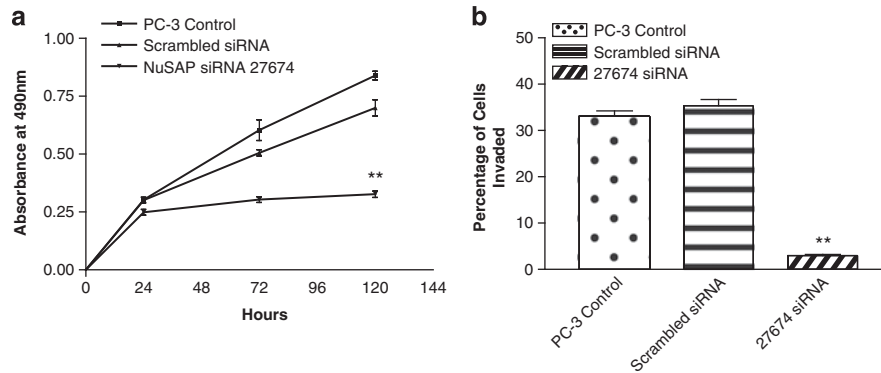 a
PC-3 Control
Scrambled siRNA
NuSAP siRNA 27674
1.00
0.75
0.50
0.25
0.00
Absorbance at 490nm
**
0 24 48 72 96 120 144
Hours
b
PC-3 Control
Scrambled siRNA
27674 siRNA
50
40
30
20
10
0
Percentage of Cells
Invaded
**
PC-3 Control
Scrambled siRNA
27674 siRNA